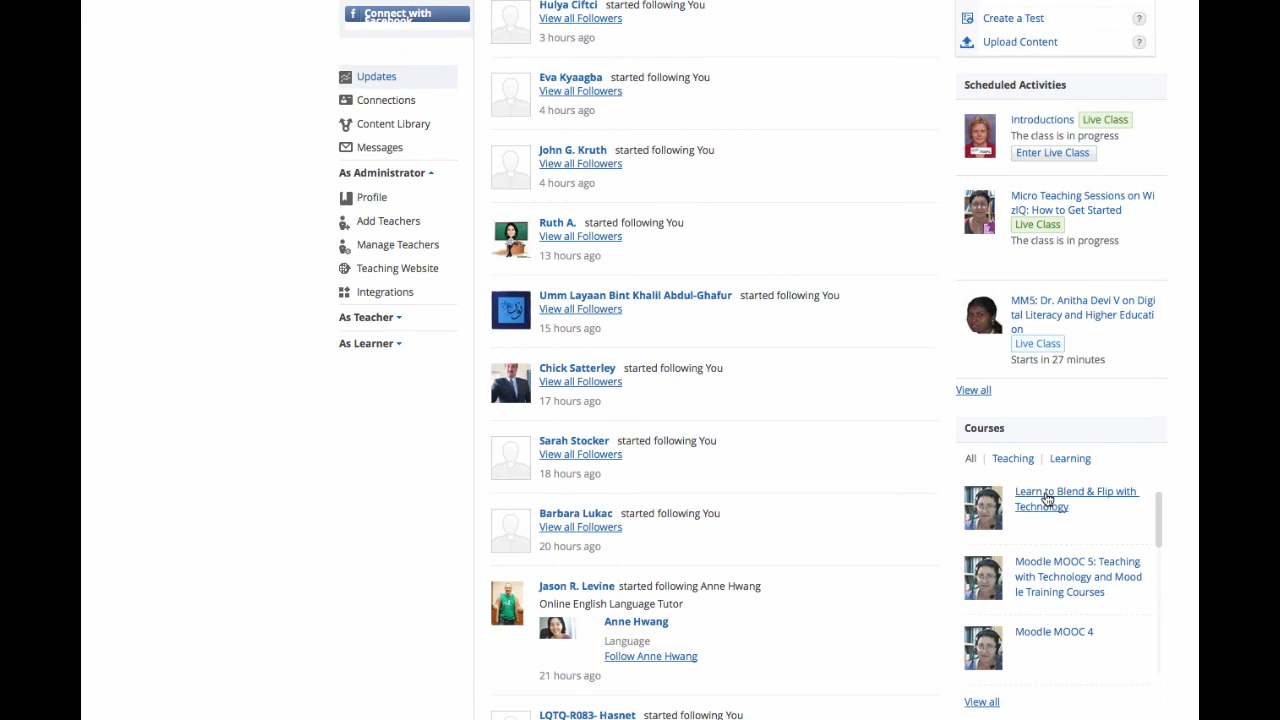 Connect with
Facebook
Updates
Connections
Content Library
Messages
As Administrator
Profile
Add Teachers
Manage Teachers
Teaching Website
Integrations
As Teacher
As Learner
Hulya Ciftci started following You
View all Followers
3 hours ago
Eva Kyaagba started following You
View all Followers
4 hours ago
John G. Kruth started following You
View all Followers
4 hours ago
Ruth A. started following You
View all Followers
13 hours ago
Umm Layaan Bint Khalil Abdul-Ghafur started following You
View all Followers
15 hours ago
Chick Satterley started following You
View all Followers
17 hours ago
Sarah Stocker started following You
View all Followers
18 hours ago
Barbara Lukac started following You
View all Followers
20 hours ago
Jason R. Levine started following Anne Hwang
Online English Language Tutor
Anne Hwang
Language
Follow Anne Hwang
21 hours ago
LQTQ-R083- Hasnet started following You
Create a Test ?
Upload Content ?
Scheduled Activities
Introductions Live Class
The class is in progress
Enter Live Class
Micro Teaching Sessions on Wi
zIQ: How to Get Started
Live Class
The class is in progress
MM5: Dr. Anitha Devi V on Digi
tal Literacy and Higher Educati
on
Live Class
Starts in 27 minutes
View all
Courses
All | Teaching | Learning
Learn to Blend & Flip with
Technology
Moodle MOOC 5: Teaching
with Technology and Mood
le Training Courses
Moodle MOOC 4
View all